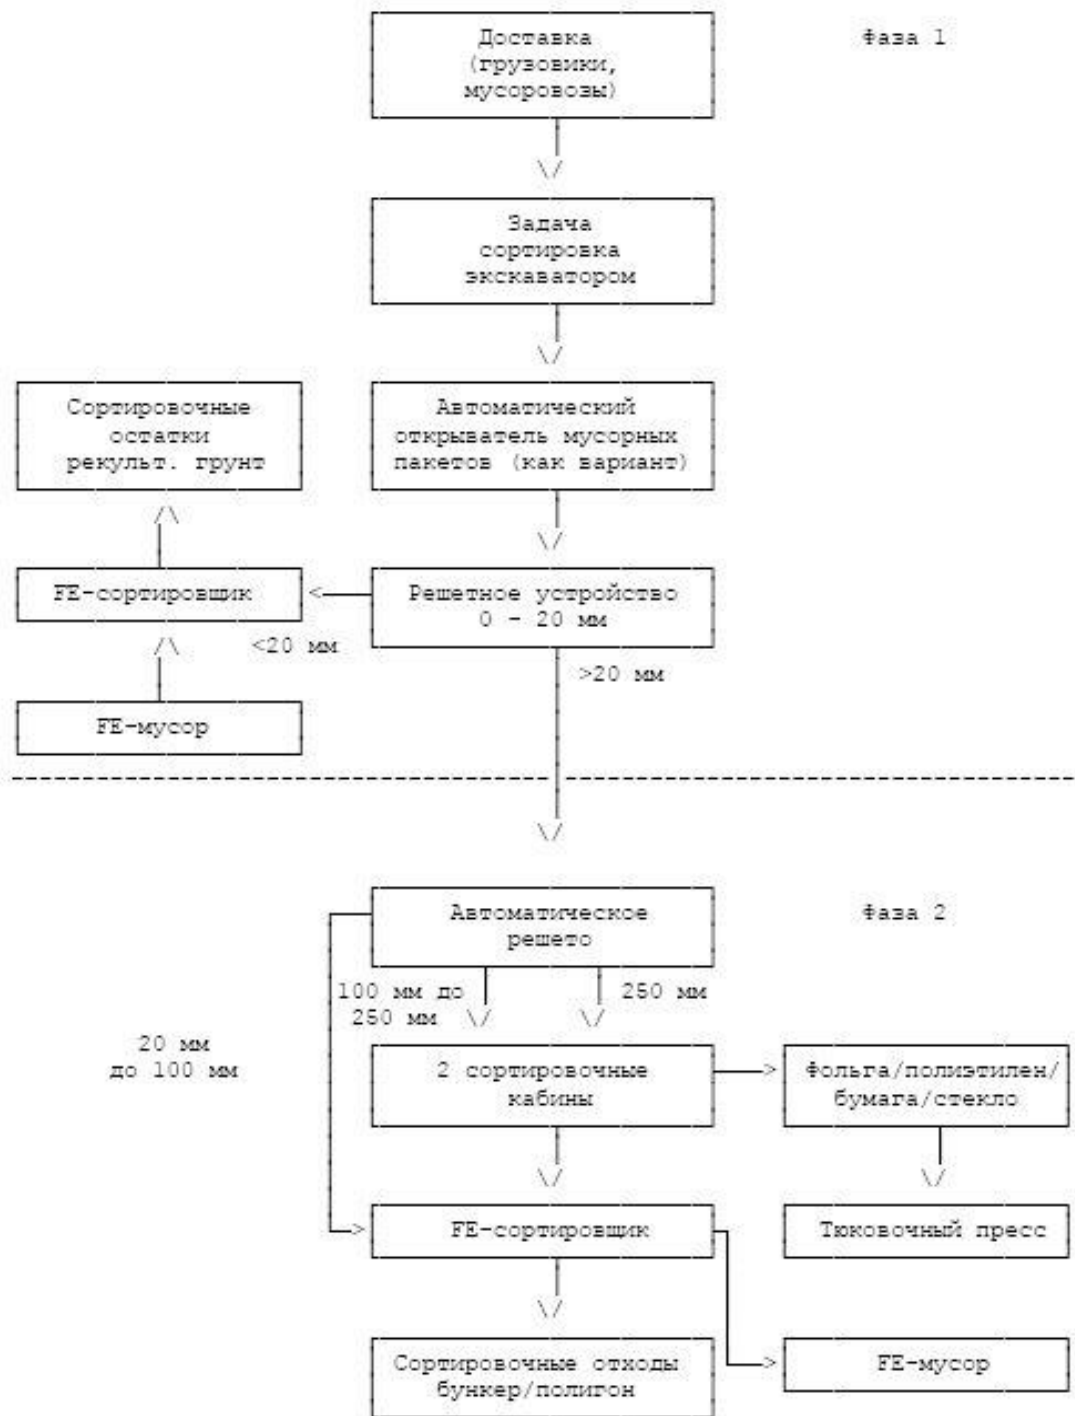 Доставка
(грузовики,
мусоровозы)
Фаза 1
Задача
сортировка
экскаватором
Сортировочные
остатки
рекульт. грунт
Автоматический
открыватель мусорных
пакетов (как вариант)
FE-сортировщик
Решетное устройство
0 - 20 мм
<20 мм
>20 мм
FE-мусор
Автоматическое
решето
Фаза 2
100 мм до
250 мм
250 мм
20 мм
до 100 мм
2 сортировочные
кабины
Фольга/полиэтилен/
бумага/стекло
FE-сортировщик
Тюковочный пресс
Сортировочные отходы
бункер/полигон
FE-мусор